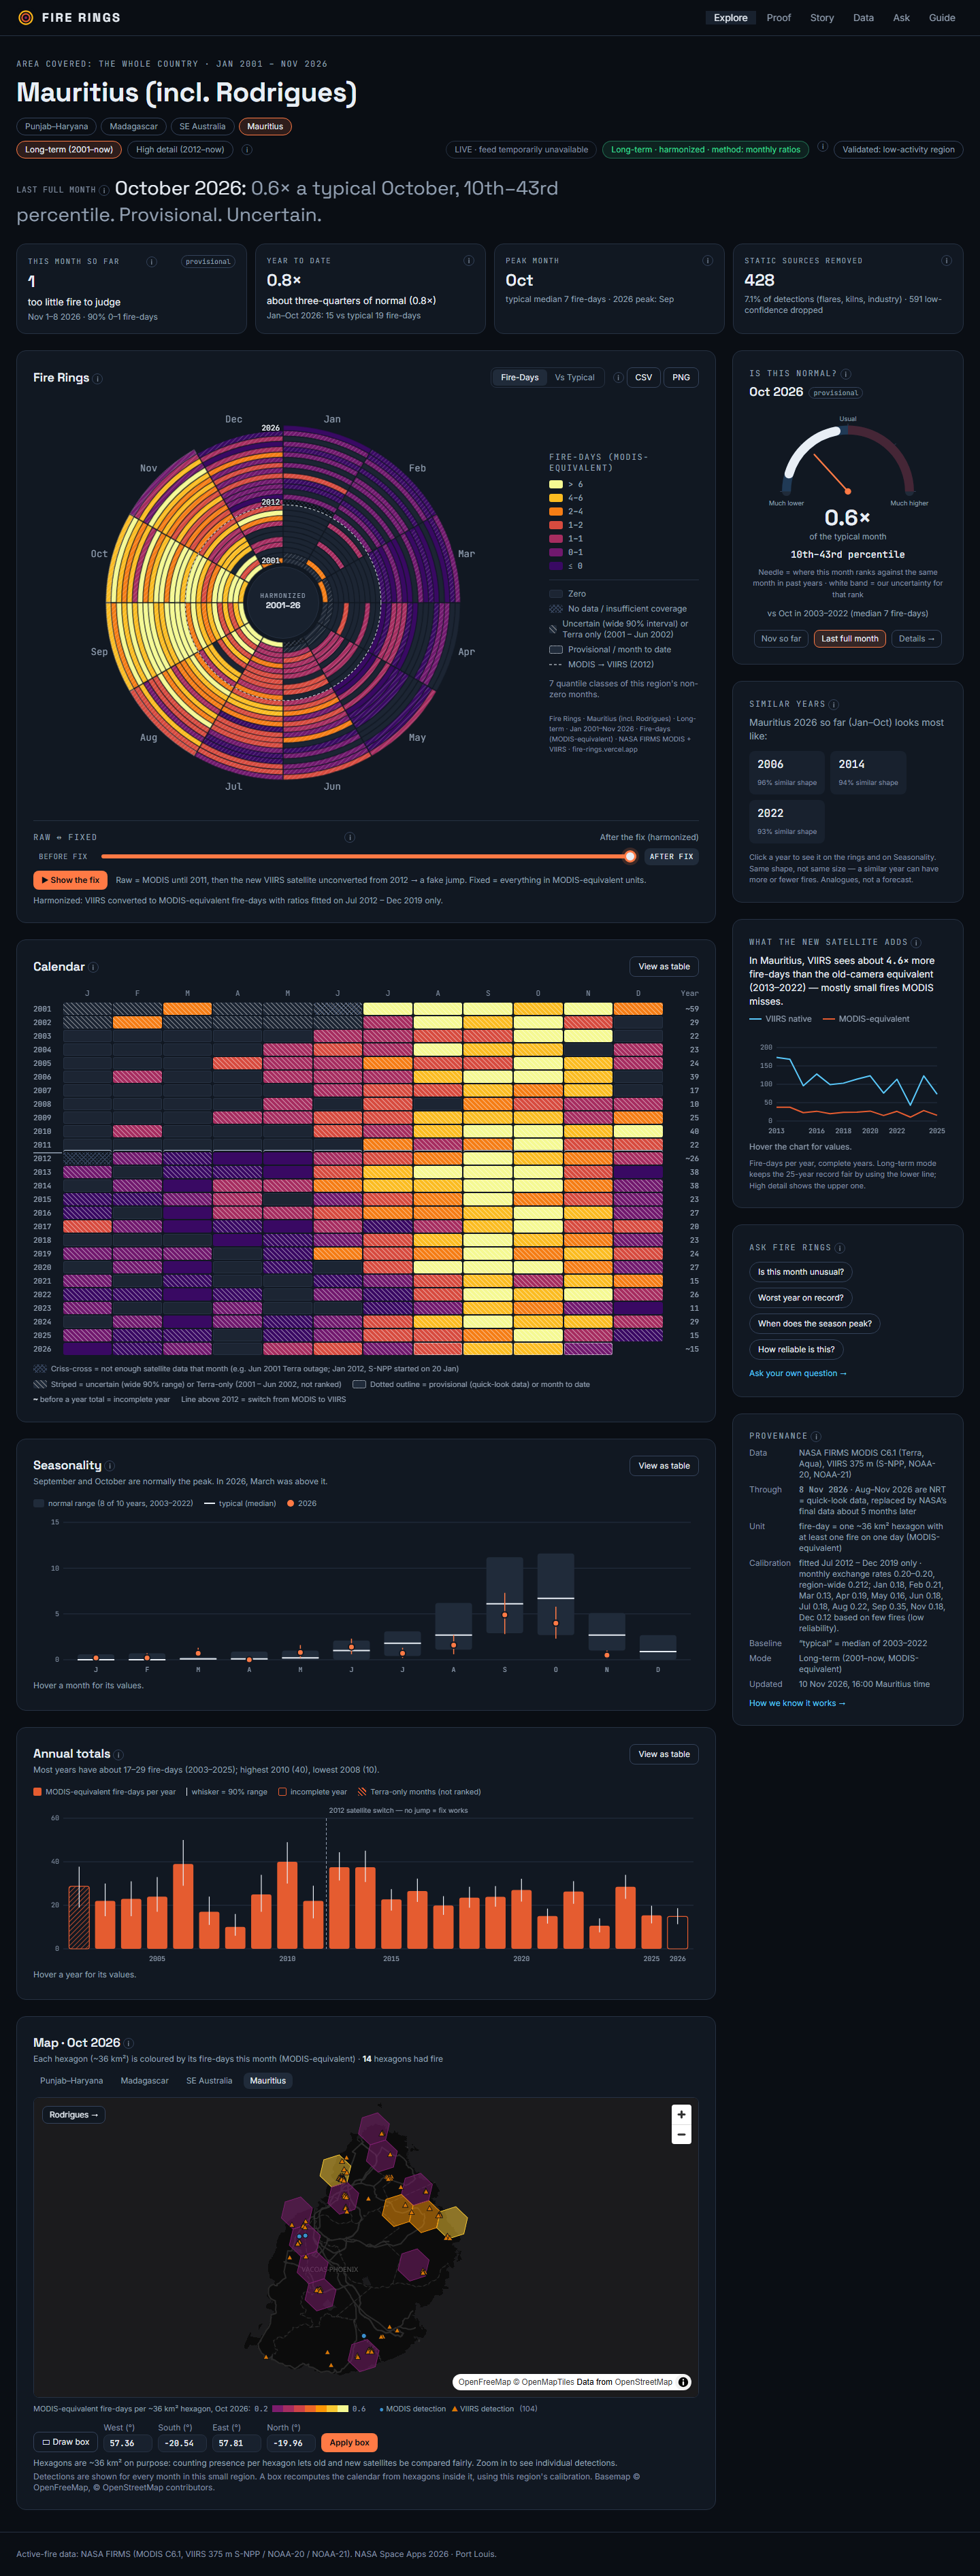 FIRE RINGS
Explore Proof Story Data Ask Guide
AREA COVERED: THE WHOLE COUNTRY · JAN 2001 – NOV 2026
Mauritius (incl. Rodrigues)
Punjab–Haryana Madagascar SE Australia Mauritius
Long-term (2001–now) High detail (2012–now)
LIVE · feed temporarily unavailable Long-term · harmonized · method: monthly ratios Validated: low-activity region
LAST FULL MONTH October 2026: 0.6× a typical October, 10th–43rd
percentile. Provisional. Uncertain.
THIS MONTH SO FAR provisional
1
too little fire to judge
Nov 1–8 2026 · 90% 0–1 fire-days
YEAR TO DATE
0.8×
about three-quarters of normal (0.8×)
Jan–Oct 2026: 15 vs typical 19 fire-days
PEAK MONTH
Oct
typical median 7 fire-days · 2026 peak: Sep
STATIC SOURCES REMOVED
428
7.1% of detections (flares, kilns, industry) · 591 low-
confidence dropped
Fire Rings
Fire-Days Vs Typical CSV PNG
Dec Jan
2026
Nov Feb
2012
Oct Mar
2001
HARMONIZED
2001–26
Sep Apr
Aug May
Jul Jun
FIRE-DAYS (MODIS-
EQUIVALENT)
> 6
4–6
2–4
1–2
1–1
0–1
≤ 0
Zero
No data / insufficient coverage
Uncertain (wide 90% interval) or
Terra only (2001 – Jun 2002)
Provisional / month to date
MODIS → VIIRS (2012)
7 quantile classes of this region's non-
zero months.
Fire Rings · Mauritius (incl. Rodrigues) · Long-
term · Jan 2001–Nov 2026 · Fire-days
(MODIS-equivalent) · NASA FIRMS MODIS +
VIIRS · fire-rings.vercel.app
RAW ↔ FIXED After the fix (harmonized)
BEFORE FIX AFTER FIX
▶ Show the fix Raw = MODIS until 2011, then the new VIIRS satellite unconverted from 2012 → a fake jump. Fixed = everything in MODIS-equivalent units.
Harmonized: VIIRS converted to MODIS-equivalent fire-days with ratios fitted on Jul 2012 – Dec 2019 only.
IS THIS NORMAL?
Oct 2026 provisional
Usual
Much lower Much higher
0.6×
of the typical month
10th–43rd percentile
Needle = where this month ranks against the same
month in past years · white band = our uncertainty for
that rank
vs Oct in 2003–2022 (median 7 fire-days)
Nov so far Last full month Details →
SIMILAR YEARS
Mauritius 2026 so far (Jan–Oct) looks most
like:
2006 2014
96% similar shape 94% similar shape
2022
93% similar shape
Click a year to see it on the rings and on Seasonality.
Same shape, not same size — a similar year can have
more or fewer fires. Analogues, not a forecast.
Calendar View as table
J F M A M J J A S O N D Year
2001 ~59
2002 29
2003 22
2004 23
2005 24
2006 39
2007 17
2008 10
2009 25
2010 40
2011 22
2012 ~26
2013 38
2014 38
2015 23
2016 27
2017 20
2018 23
2019 24
2020 27
2021 15
2022 26
2023 11
2024 29
2025 15
2026 ~15
Criss-cross = not enough satellite data that month (e.g. Jun 2001 Terra outage; Jan 2012, S-NPP started on 20 Jan)
Striped = uncertain (wide 90% range) or Terra-only (2001 – Jun 2002, not ranked) Dotted outline = provisional (quick-look data) or month to date
~ before a year total = incomplete year Line above 2012 = switch from MODIS to VIIRS
WHAT THE NEW SATELLITE ADDS
In Mauritius, VIIRS sees about 4.6× more
fire-days than the old-camera equivalent
(2013–2022) — mostly small fires MODIS
misses.
VIIRS native MODIS-equivalent
200
150
100
50
0
2013 2016 2018 2020 2022 2025
Hover the chart for values.
Fire-days per year, complete years. Long-term mode
keeps the 25-year record fair by using the lower line;
High detail shows the upper one.
ASK FIRE RINGS
Is this month unusual?
Worst year on record?
When does the season peak?
How reliable is this?
Ask your own question →
PROVENANCE
Data NASA FIRMS MODIS C6.1 (Terra,
Aqua), VIIRS 375 m (S-NPP, NOAA-
20, NOAA-21)
Through 8 Nov 2026 · Aug–Nov 2026 are NRT
= quick-look data, replaced by NASA's
final data about 5 months later
Unit fire-day = one ~36 km² hexagon with
at least one fire on one day (MODIS-
equivalent)
Calibration fitted Jul 2012 – Dec 2019 only ·
monthly exchange rates 0.20–0.20,
region-wide 0.212; Jan 0.18, Feb 0.21,
Mar 0.13, Apr 0.19, May 0.16, Jun 0.18,
Jul 0.18, Aug 0.22, Sep 0.35, Nov 0.18,
Dec 0.12 based on few fires (low
reliability).
Baseline "typical" = median of 2003–2022
Mode Long-term (2001–now, MODIS-
equivalent)
Updated 10 Nov 2026, 16:00 Mauritius time
How we know it works →
Seasonality View as table
September and October are normally the peak. In 2026, March was above it.
normal range (8 of 10 years, 2003–2022) typical (median) 2026
15
10
5
0
J F M A M J J A S O N D
Hover a month for its values.
Annual totals View as table
Most years have about 17–29 fire-days (2003–2025); highest 2010 (40), lowest 2008 (10).
MODIS-equivalent fire-days per year whisker = 90% range incomplete year Terra-only months (not ranked)
2012 satellite switch — no jump = fix works
60
40
20
0
2005 2010 2015 2020 2025 2026
Hover a year for its values.
Map · Oct 2026
Each hexagon (~36 km²) is coloured by its fire-days this month (MODIS-equivalent) · 14 hexagons had fire
Punjab–Haryana Madagascar SE Australia Mauritius
Rodrigues →
+
−
OpenFreeMap © OpenMapTiles Data from OpenStreetMap
MODIS-equivalent fire-days per ~36 km² hexagon, Oct 2026: 0.2 0.6 MODIS detection VIIRS detection (104)
West (°) South (°) East (°) North (°)
Draw box 57.36 -20.54 57.81 -19.96 Apply box
Hexagons are ~36 km² on purpose: counting presence per hexagon lets old and new satellites be compared fairly. Zoom in to see individual detections.
Detections are shown for every month in this small region. A box recomputes the calendar from hexagons inside it, using this region's calibration. Basemap ©
OpenFreeMap, © OpenStreetMap contributors.
Active-fire data: NASA FIRMS (MODIS C6.1, VIIRS 375 m S-NPP / NOAA-20 / NOAA-21). NASA Space Apps 2026 · Port Louis.